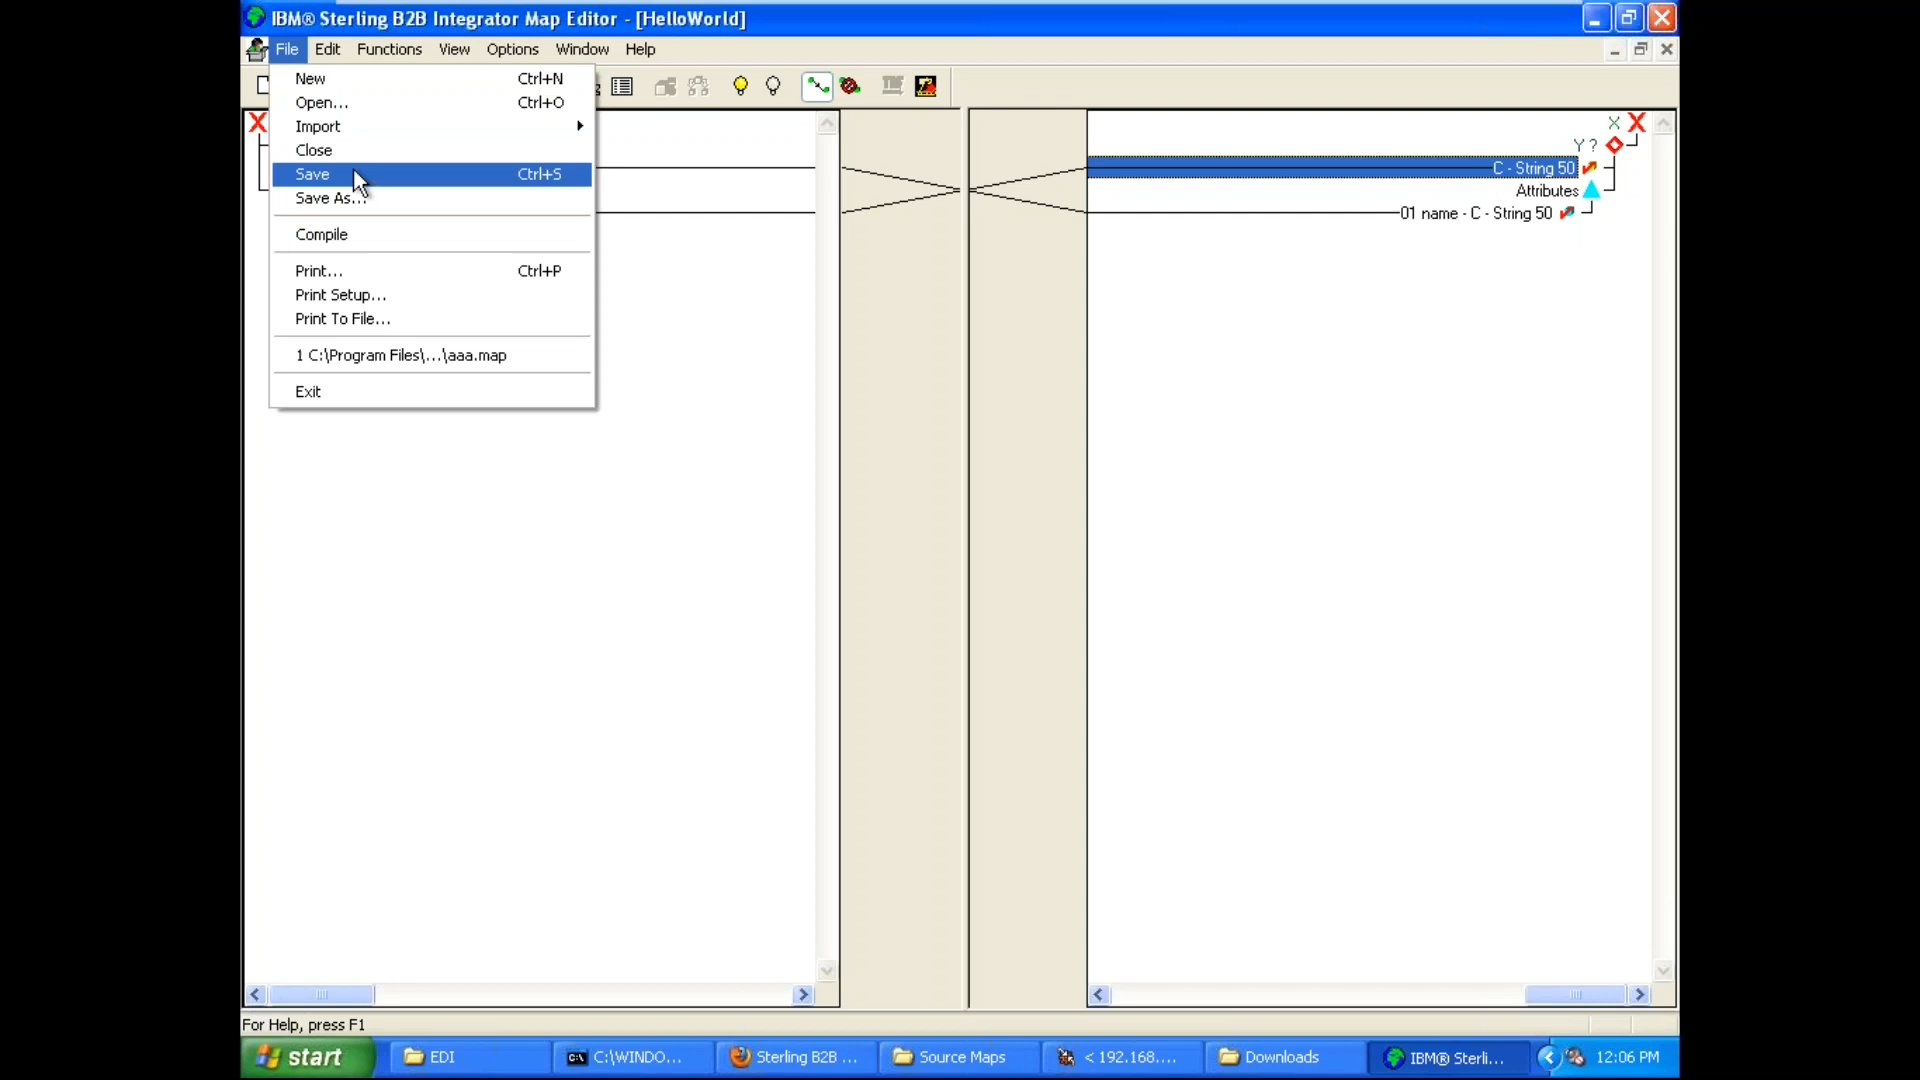 IBM® Sterling B2B Integrator Map Editor - [HelloWorld]
File Edit Functions View Options Window Help
New Ctrl+N
Open... Ctrl+O
Import
Close
Save Ctrl+S
Save As...
Compile
Print... Ctrl+P
Print Setup...
Print To File...
1 C:\Program Files\...\aaa.map
Exit
Y ?
C - String 50
Attributes
01 name - C - String 50
For Help, press F1
start EDI C:\WINDO... Sterling B2B ... Source Maps < 192.168.... Downloads IBM® Sterli... 12:06 PM